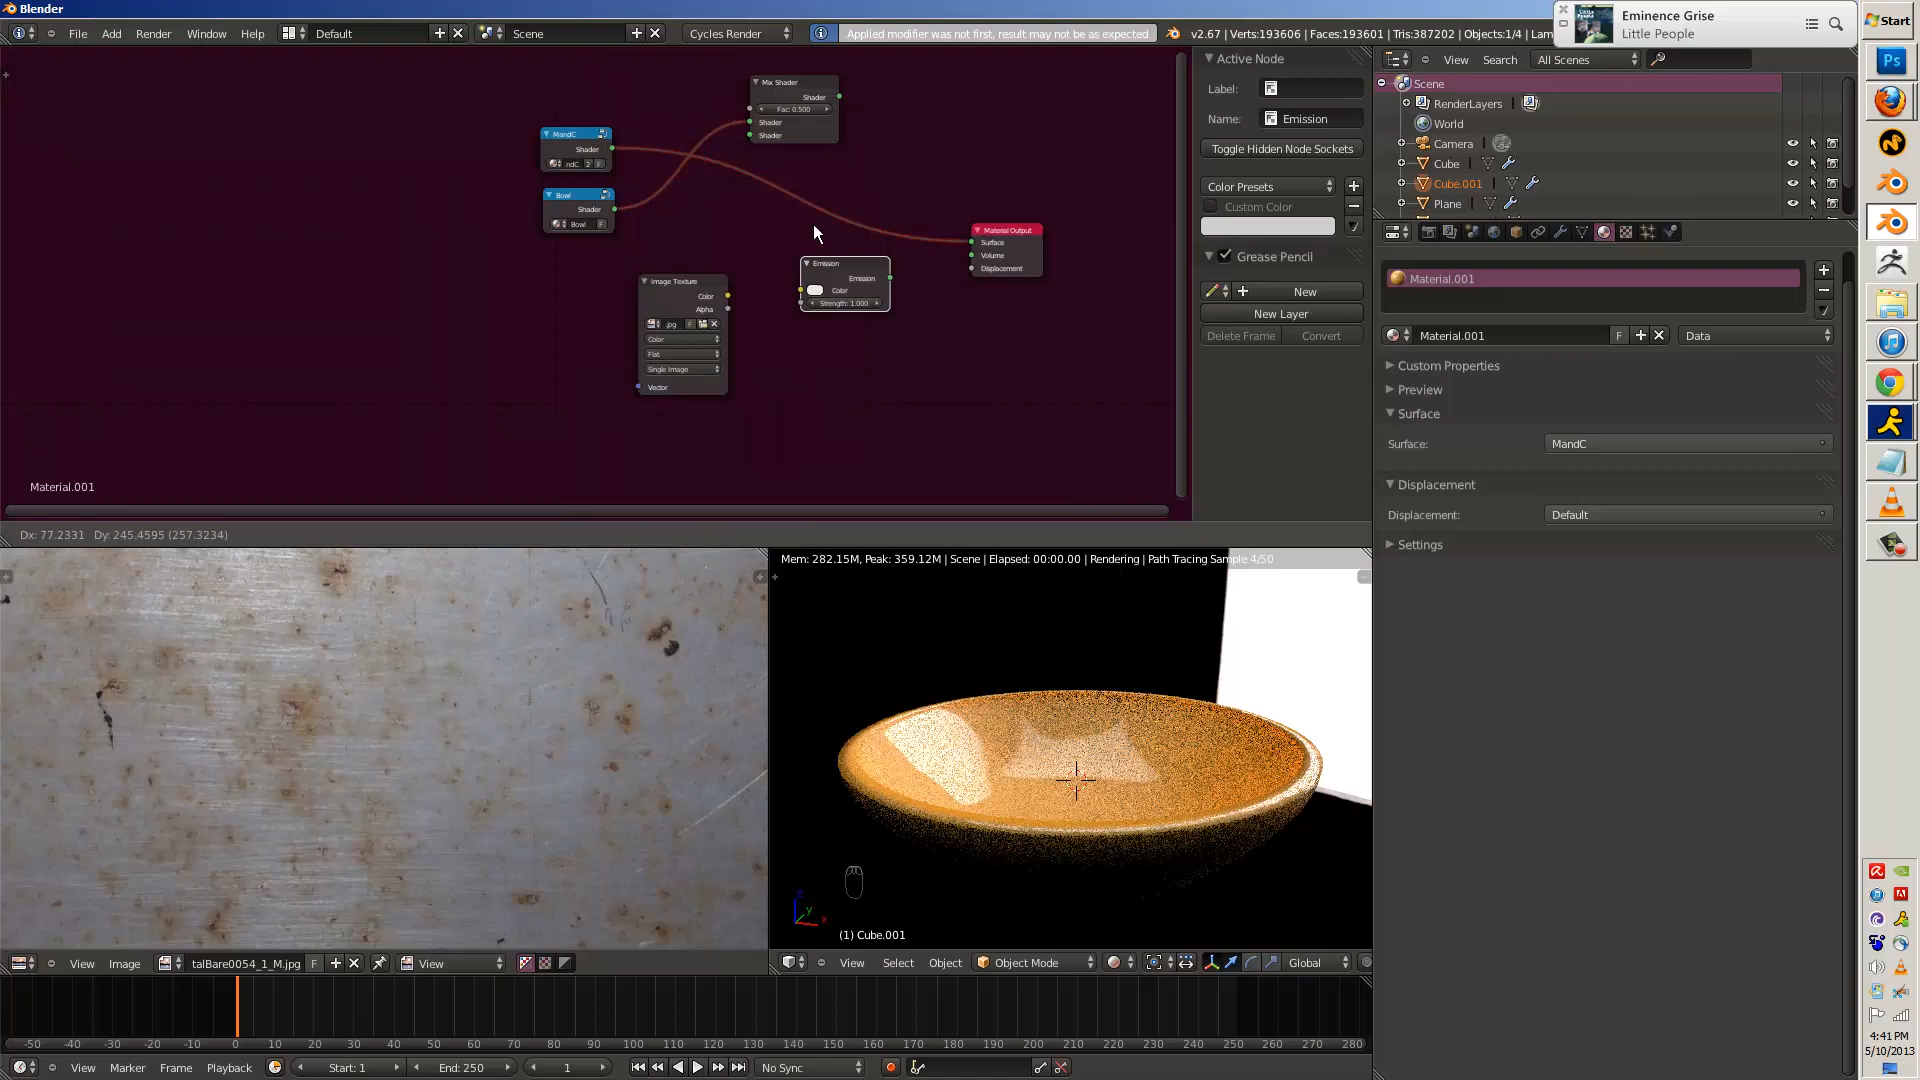 Blender
File Add Render Window Help Default Scene Cycles Render Applied modifier was not first, result may not be as expected v2.67 | Verts:193606 | Faces:193601 | Tris:387202 | Objects:1/4 | Lam
Eminence Grise
Little People
Start
Mix Shader
Shader
Fac: 0.500
Shader
Shader
MandC
Shader
ndC 2 F
Bowl
Shader
Bowl F
Material Output
Surface
Volume
Displacement
Emission
Emission
Color
Strength: 1.000
Image Texture
Color
Alpha
.jpg F
Color
Flat
Single Image
Vector
Material.001
Dx: 77.2331 Dy: 245.4595 (257.3234)
Active Node
Label:
Name: Emission
Toggle Hidden Node Sockets
Color Presets
Custom Color
Grease Pencil
New
New Layer
Delete Frame Convert
View Search All Scenes
Scene
RenderLayers
World
Camera
Cube
Cube.001
Plane
Material.001
Material.001 F Data
Custom Properties
Preview
Surface
Surface: MandC
Displacement
Displacement: Default
Settings
Mem: 282.15M, Peak: 359.12M | Scene | Elapsed: 00:00.00 | Rendering | Path Tracing Sample 4/50
z
y
x
(1) Cube.001
View Image talBare0054_1_M.jpg F View
View Select Object Object Mode Global
-50 -40 -30 -20 -10 0 10 20 30 40 50 60 70 80 90 100 110 120 130 140 150 160 170 180 190 200 210 220 230 240 250 260 270 280
View Marker Frame Playback Start: 1 End: 250 1 No Sync
Ps
4:41 PM
5/10/2013